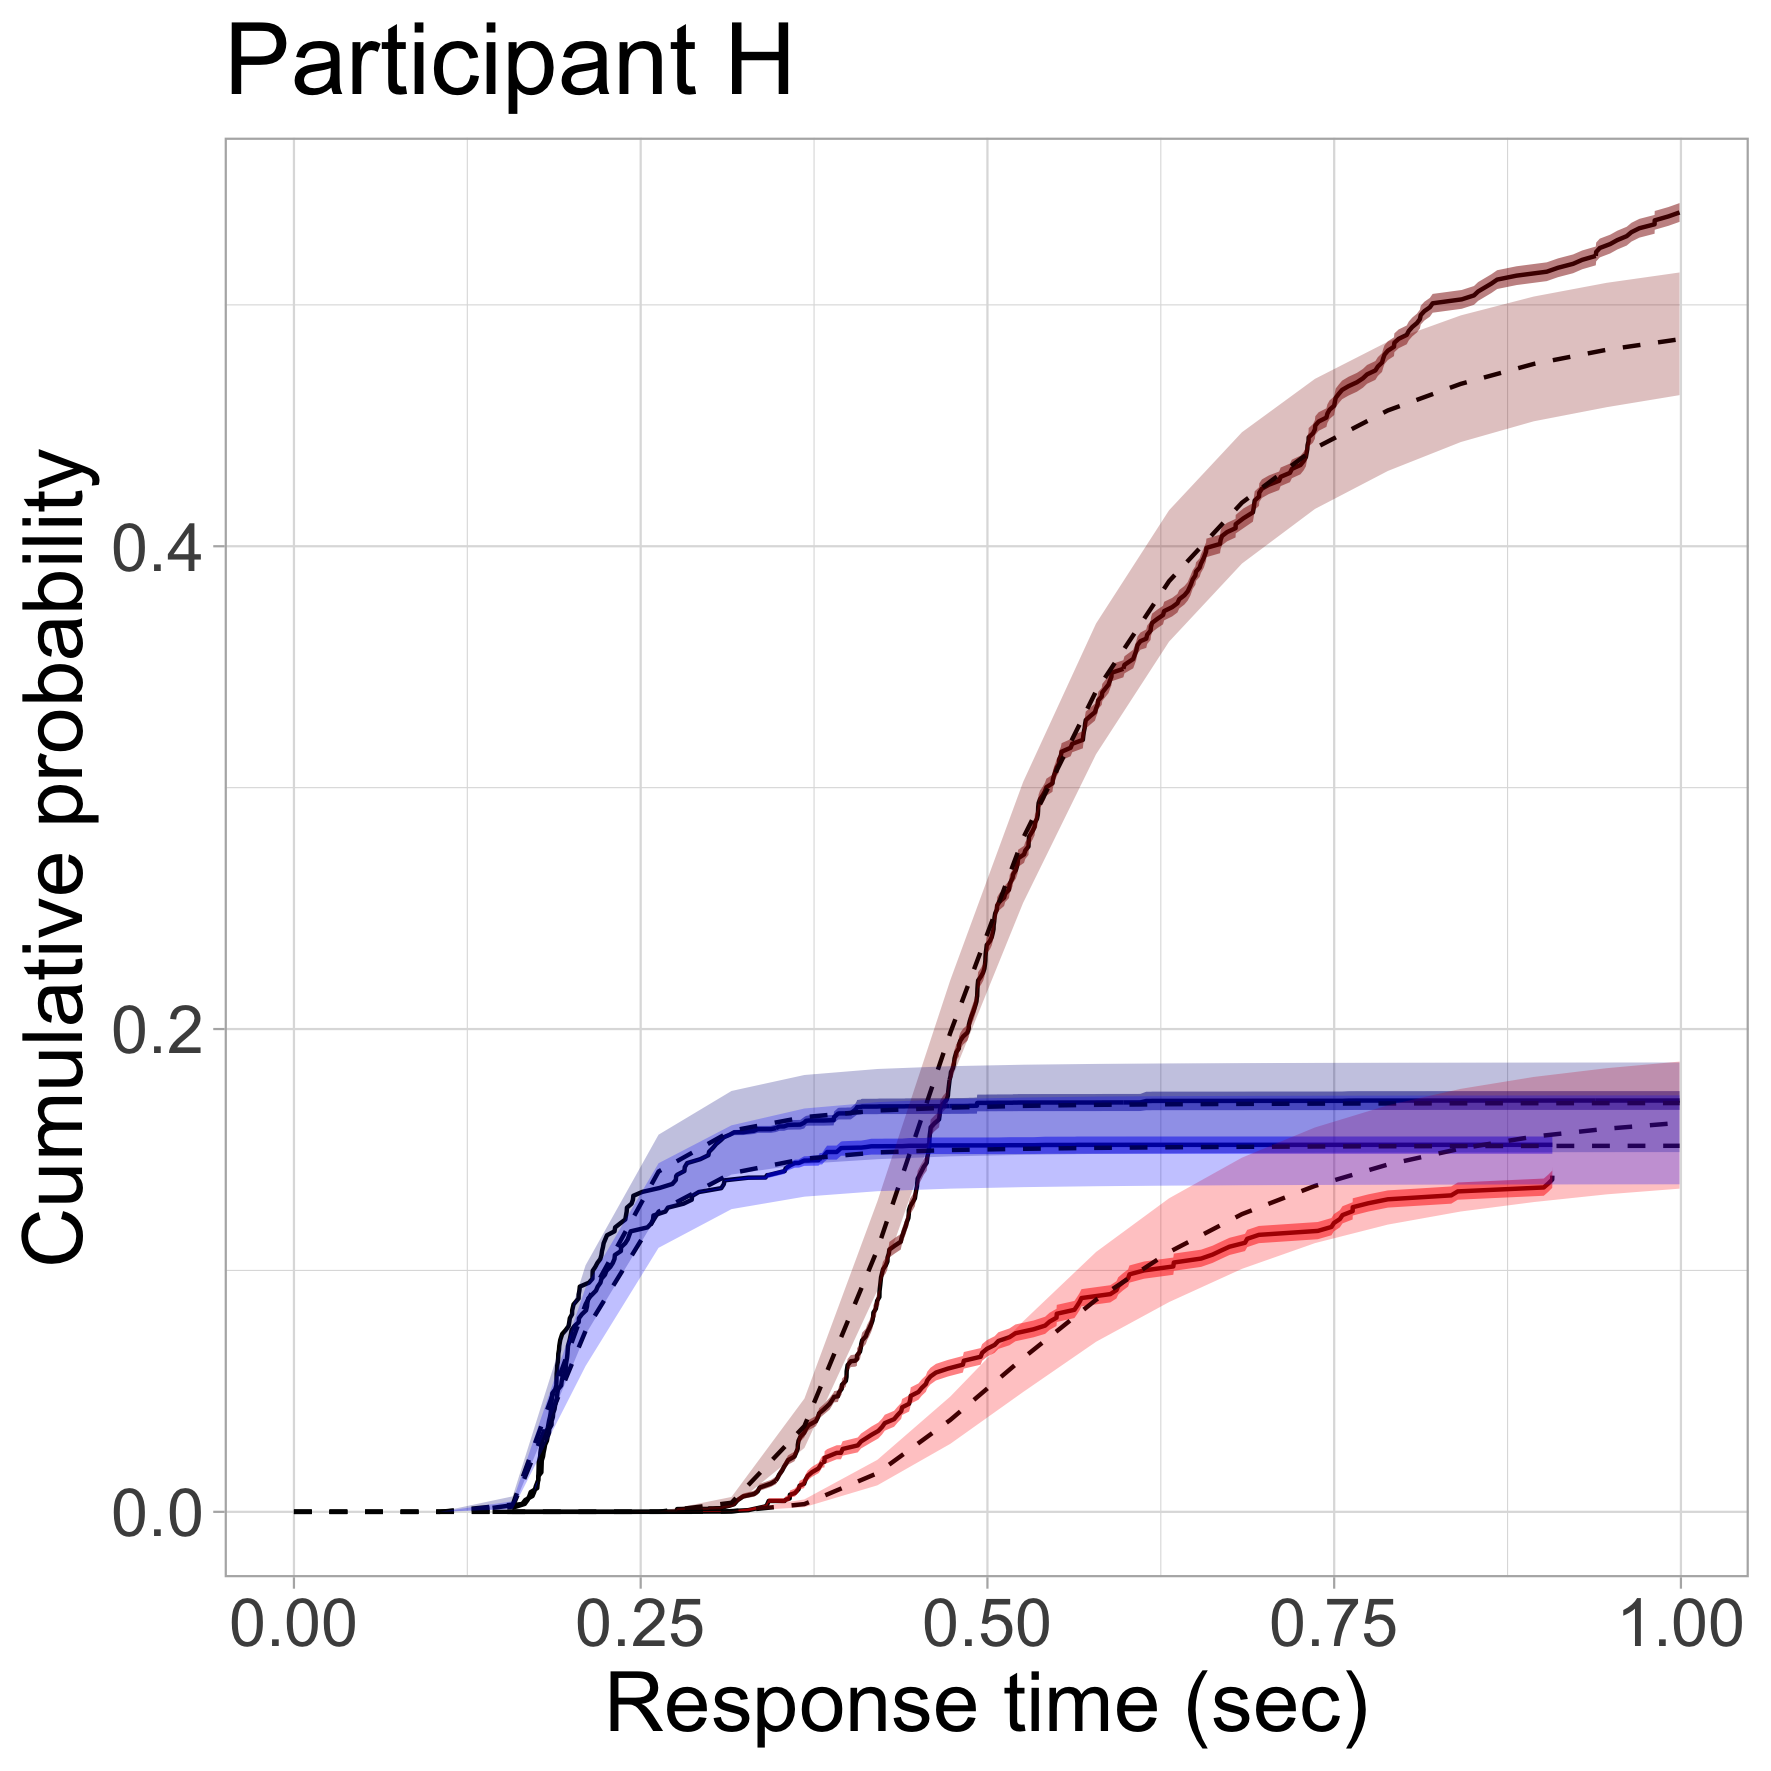 Participant H
Cumulative probability
0.4
0.2
0.0
0.00 0.25 0.50 0.75 1.00
Response time (sec)